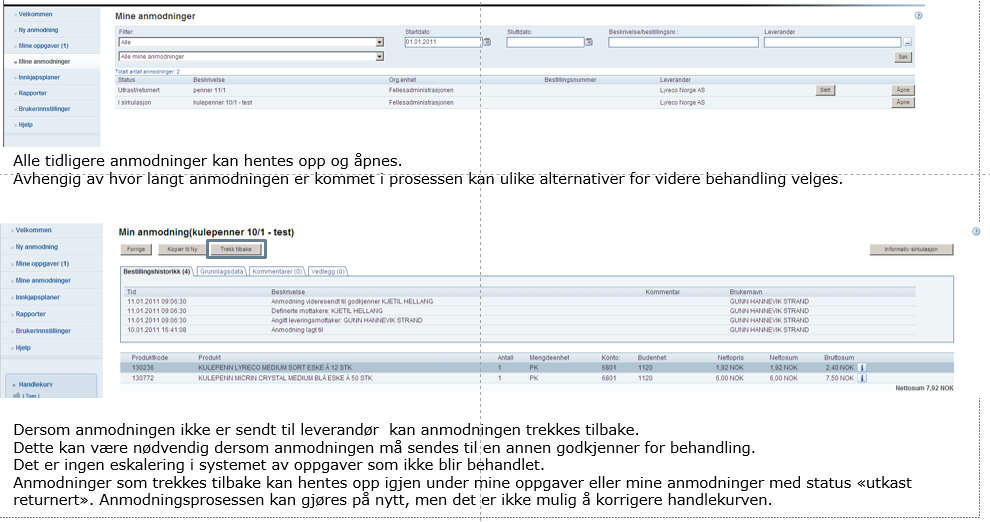 Velkommen
Ny anmodning
Mine oppgaver (1)
Mine anmodninger
Innkjøpsplaner
Rapporter
Brukerinnstillinger
Hjelp
Mine anmodninger
Filter: Startdato: Sluttdato: Beskrivelse/bestillingsnr.: Leverandør
Alle 01.01.2011 ...
Alle mine anmodninger Søk
Totalt antall anmodninger: 2
Status Beskrivelse Org.enhet Bestillingsnummer Leverandør
Utkast/returnert penner 11/1 Fellesadministrasjonen Lyreco Norge AS Slett Åpne
I sirkulasjon kulepenner 10/1 - test Fellesadministrasjonen Lyreco Norge AS Åpne
Alle tidligere anmodninger kan hentes opp og åpnes.
Avhengig av hvor langt anmodningen er kommet i prosessen kan ulike alternativer for videre behandling velges.
Velkommen
Ny anmodning
Mine oppgaver (1)
Mine anmodninger
Innkjøpsplaner
Rapporter
Brukerinnstillinger
Hjelp
Handlekurv
( Tom )
Min anmodning(kulepenner 10/1 - test)
Forrige Kopier til Ny Trekk tilbake Informativ sirkulasjon
Bestillingshistorikk (4) Grunnlagsdata Kommentarer (0) Vedlegg (0)
Tid Beskrivelse Kommentar Brukernavn
11.01.2011 09:06:30 Anmodning videresendt til godkjenner KJETIL HELLANG GUNN HANNEVIK STRAND
11.01.2011 09:06:30 Definerte mottakere: KJETIL HELLANG GUNN HANNEVIK STRAND
11.01.2011 09:06:30 Angitt leveringsmottaker: GUNN HANNEVIK STRAND GUNN HANNEVIK STRAND
10.01.2011 16:41:08 Anmodning lagt til GUNN HANNEVIK STRAND
Produktkode Produkt Antall Mengdeenhet Konto: Budenhet Nettopris Nettosum Bruttosum
130236 KULEPENN LYRECO MEDIUM SORT ESKE Á 12 STK 1 PK 6801 1120 1,92 NOK 1,92 NOK 2,40 NOK i
130772 KULEPENN MICRIN CRYSTAL MEDIUM BLÅ ESKE Á 50 STK 1 PK 6801 1120 6,00 NOK 6,00 NOK 7,50 NOK i
Nettosum 7,92 NOK
Dersom anmodningen ikke er sendt til leverandør kan anmodningen trekkes tilbake.
Dette kan være nødvendig dersom anmodningen må sendes til en annen godkjenner for behandling.
Det er ingen eskalering i systemet av oppgaver som ikke blir behandlet.
Anmodninger som trekkes tilbake kan hentes opp igjen under mine oppgaver eller mine anmodninger med status «utkast
returnert». Anmodningsprosessen kan gjøres på nytt, men det er ikke mulig å korrigere handlekurven.